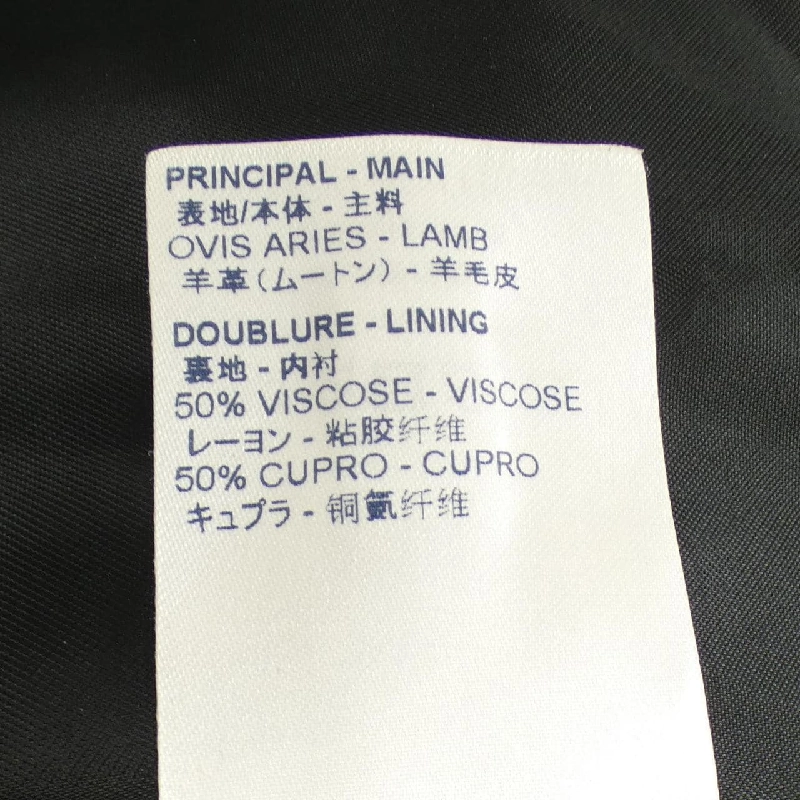 PRINCIPAL - MAIN
表地/本体 - 主料
OVIS ARIES - LAMB
羊革(ムートン) - 羊毛皮
DOUBLURE - LINING
裏地 - 内衬
50% VISCOSE - VISCOSE
レーヨン - 粘胶纤维
50% CUPRO - CUPRO
キュプラ - 铜氨纤维